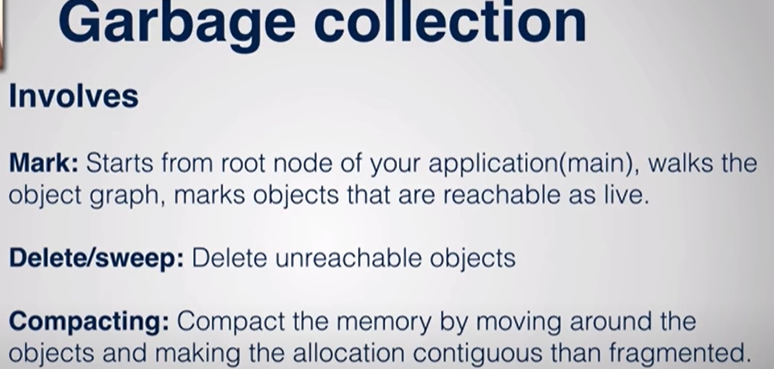 Garbage collection
Involves
Mark: Starts from root node of your application(main), walks the
object graph, marks objects that are reachable as live.
Delete/sweep: Delete unreachable objects
Compacting: Compact the memory by moving around the
objects and making the allocation contiguous than fragmented.